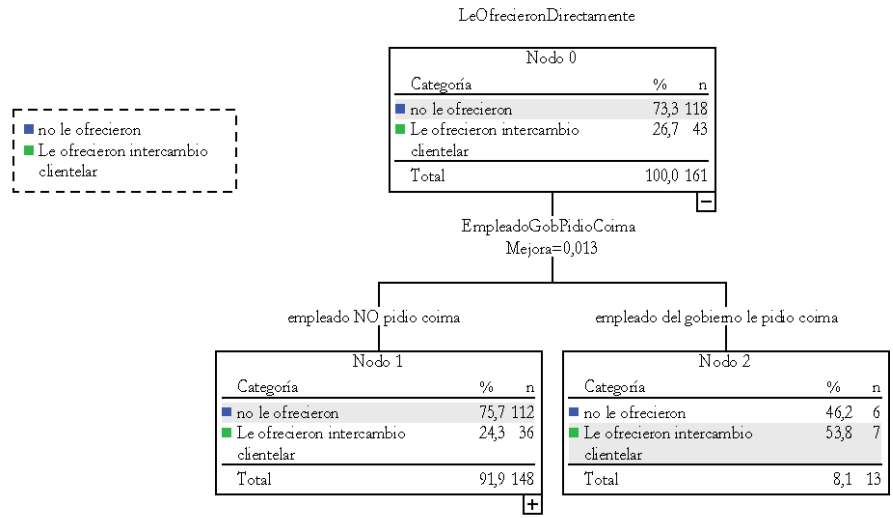 LeOfrecieronDirectamente
Nodo 0
Categoría % n
no le ofrecieron 73,3 118
Le ofrecieron intercambio 26,7 43
clientelar
Total 100,0 161
no le ofrecieron
Le ofrecieron intercambio
clientelar
EmpleadoGobPidioCoima
Mejora=0,013
empleado NO pidio coima
empleado del gobierno le pidio coima
Nodo 1
Categoría % n
no le ofrecieron 75,7 112
Le ofrecieron intercambio 24,3 36
clientelar
Total 91,9 148
Nodo 2
Categoría % n
no le ofrecieron 46,2 6
Le ofrecieron intercambio 53,8 7
clientelar
Total 8,1 13